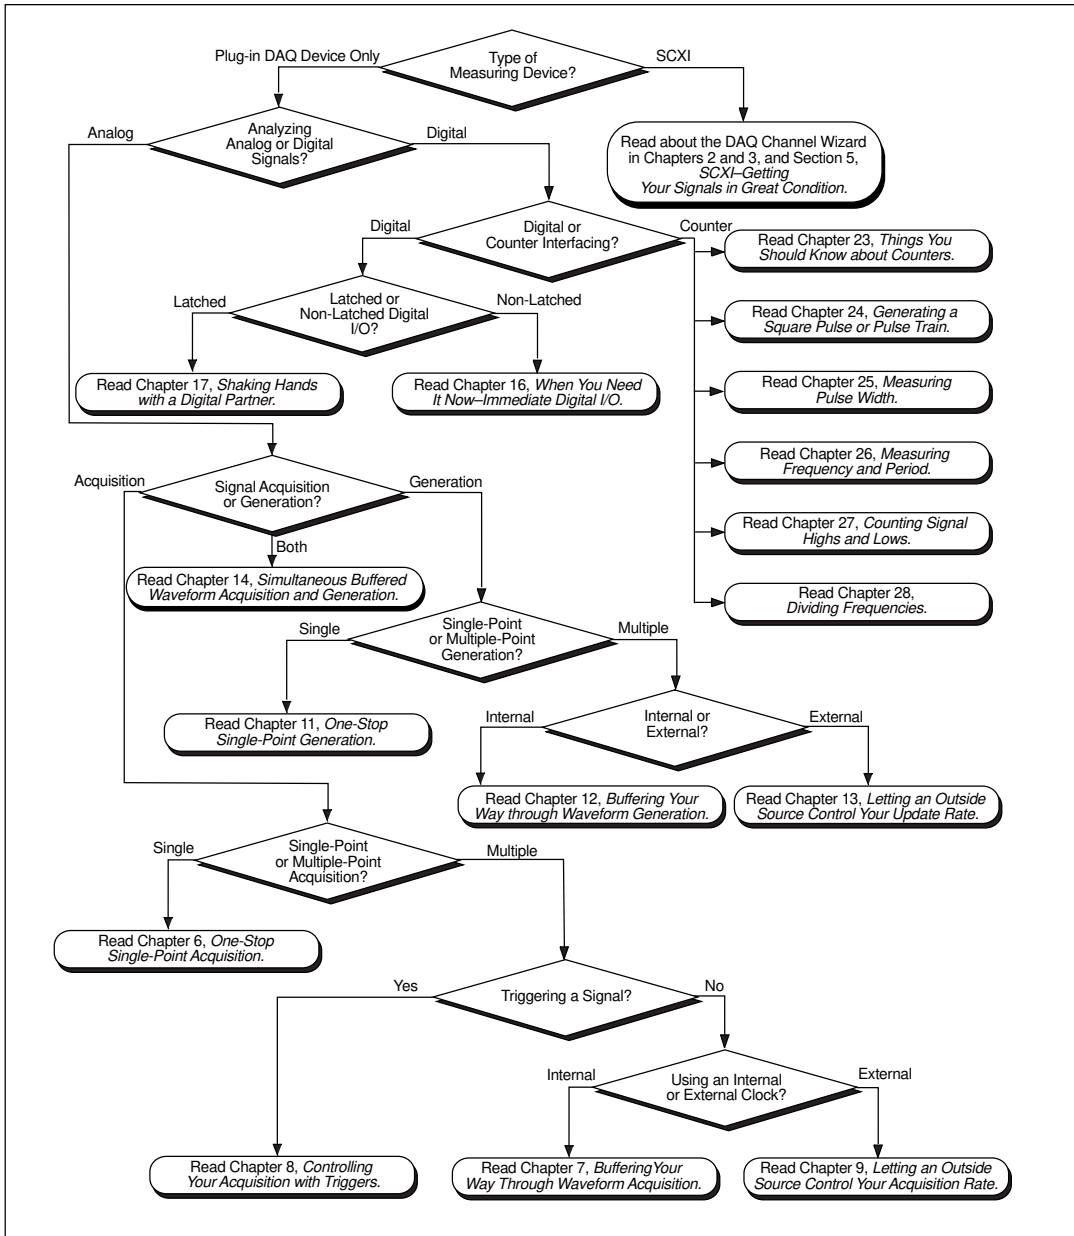 Plug-in DAQ Device Only
Type of
Measuring Device?
SCXI
Analog
Analyzing
Analog or Digital
Signals?
Digital
Read about the DAQ Channel Wizard
in Chapters 2 and 3, and Section 5,
SCXI–Getting
Your Signals in Great Condition.
Digital
Digital or
Counter Interfacing?
Counter
Read Chapter 23, Things You
Should Know about Counters.
Latched
Latched or
Non-Latched Digital
I/O?
Non-Latched
Read Chapter 24, Generating a
Square Pulse or Pulse Train.
Read Chapter 17, Shaking Hands
with a Digital Partner.
Read Chapter 16, When You Need
It Now–Immediate Digital I/O.
Read Chapter 25, Measuring
Pulse Width.
Read Chapter 26, Measuring
Frequency and Period.
Acquisition
Signal Acquisition
or Generation?
Generation
Both
Read Chapter 27, Counting Signal
Highs and Lows.
Read Chapter 14, Simultaneous Buffered
Waveform Acquisition and Generation.
Read Chapter 28,
Dividing Frequencies.
Single
Single-Point
or Multiple-Point
Generation?
Multiple
Read Chapter 11, One-Stop
Single-Point Generation.
Internal
Internal or
External?
External
Read Chapter 12, Buffering Your
Way through Waveform Generation.
Read Chapter 13, Letting an Outside
Source Control Your Update Rate.
Single
Single-Point
or Multiple-Point
Acquisition?
Multiple
Read Chapter 6, One-Stop
Single-Point Acquisition.
Yes
Triggering a Signal?
No
Internal
Using an Internal
or External Clock?
External
Read Chapter 8, Controlling
Your Acquisition with Triggers.
Read Chapter 7, BufferingYour
Way Through Waveform Acquisition.
Read Chapter 9, Letting an Outside
Source Control Your Acquisition Rate.